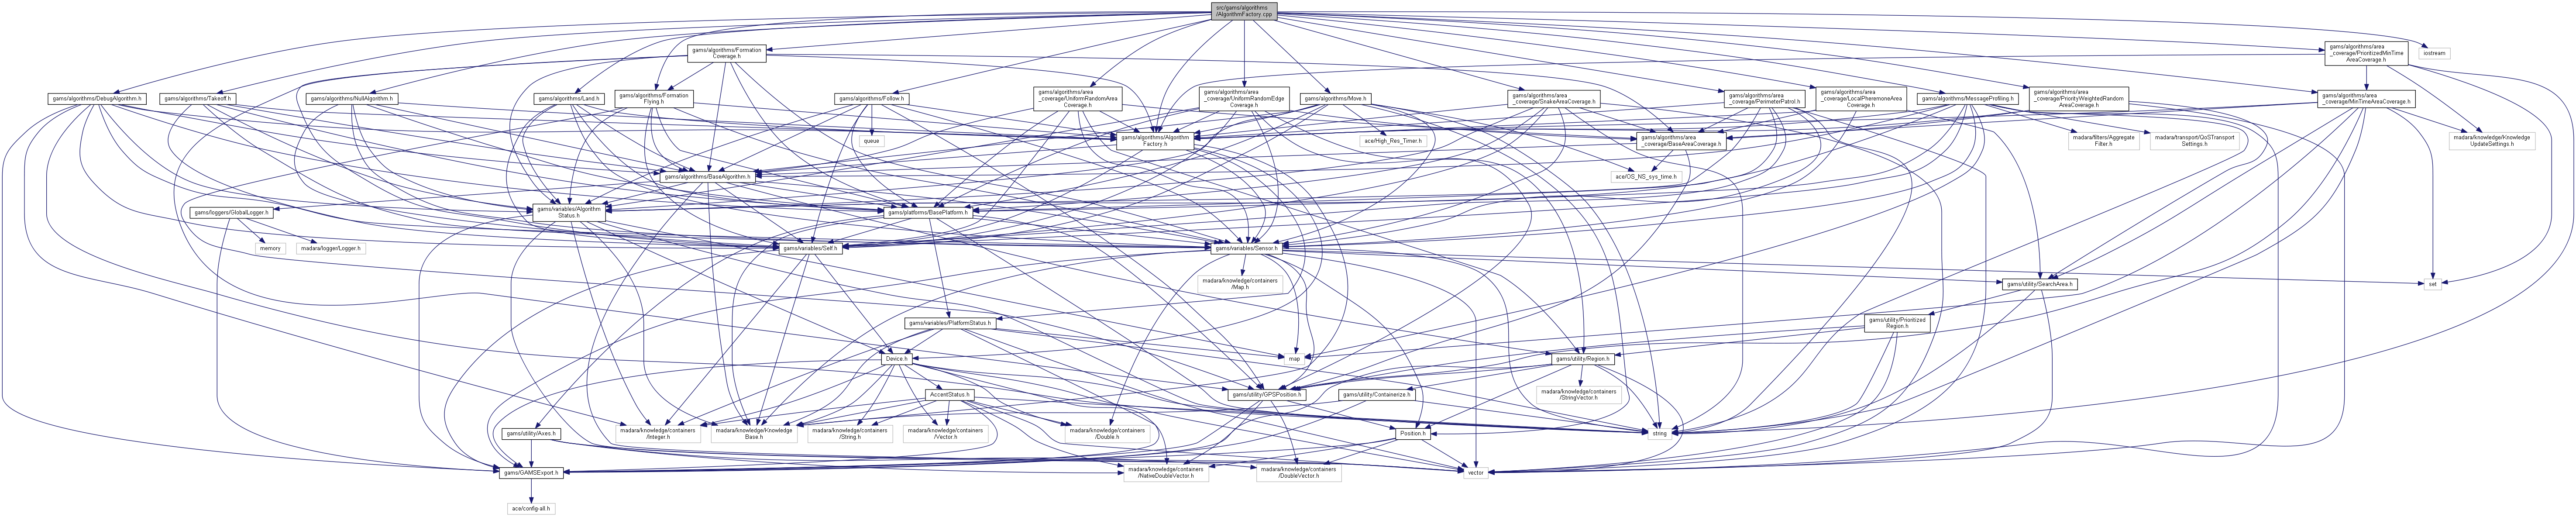 src/gams/algorithms
/AlgorithmFactory.cpp
gams/algorithms/Formation
Coverage.h
iostream
gams/algorithms/area
_coverage/PrioritizedMinTime
AreaCoverage.h
gams/algorithms/DebugAlgorithm.h
gams/algorithms/Takeoff.h
gams/algorithms/NullAlgorithm.h
gams/algorithms/Land.h
gams/algorithms/Formation
Flying.h
gams/algorithms/Follow.h
gams/algorithms/area
_coverage/UniformRandomArea
Coverage.h
gams/algorithms/area
_coverage/UniformRandomEdge
Coverage.h
gams/algorithms/Move.h
gams/algorithms/area
_coverage/SnakeAreaCoverage.h
gams/algorithms/area
_coverage/PerimeterPatrol.h
gams/algorithms/area
_coverage/LocalPheremoneArea
Coverage.h
gams/algorithms/MessageProfiling.h
gams/algorithms/area
_coverage/PriorityWeightedRandom
AreaCoverage.h
gams/algorithms/area
_coverage/MinTimeAreaCoverage.h
queue
gams/algorithms/Algorithm
Factory.h
ace/High_Res_Timer.h
gams/algorithms/area
_coverage/BaseAreaCoverage.h
madara/filters/Aggregate
Filter.h
madara/transport/QoSTransport
Settings.h
madara/knowledge/Knowledge
UpdateSettings.h
gams/algorithms/BaseAlgorithm.h
ace/OS_NS_sys_time.h
gams/loggers/GlobalLogger.h
gams/variables/Algorithm
Status.h
gams/platforms/BasePlatform.h
memory
madara/logger/Logger.h
gams/variables/Self.h
gams/variables/Sensor.h
madara/knowledge/containers
/Map.h
gams/utility/SearchArea.h
set
gams/variables/PlatformStatus.h
gams/utility/Prioritized
Region.h
Device.h
map
gams/utility/Region.h
AccentStatus.h
gams/utility/GPSPosition.h
gams/utility/Containerize.h
madara/knowledge/containers
/StringVector.h
gams/utility/Axes.h
madara/knowledge/containers
/Integer.h
madara/knowledge/Knowledge
Base.h
madara/knowledge/containers
/String.h
madara/knowledge/containers
/Vector.h
madara/knowledge/containers
/Double.h
Position.h
string
gams/GAMSExport.h
madara/knowledge/containers
/NativeDoubleVector.h
madara/knowledge/containers
/DoubleVector.h
vector
ace/config-all.h